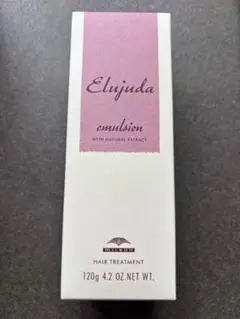 Elujuda
emulsion
WITH NATURAL EXTRACT
MILBON
HAIR TREATMENT
120g 4.2 OZ.NET WT.